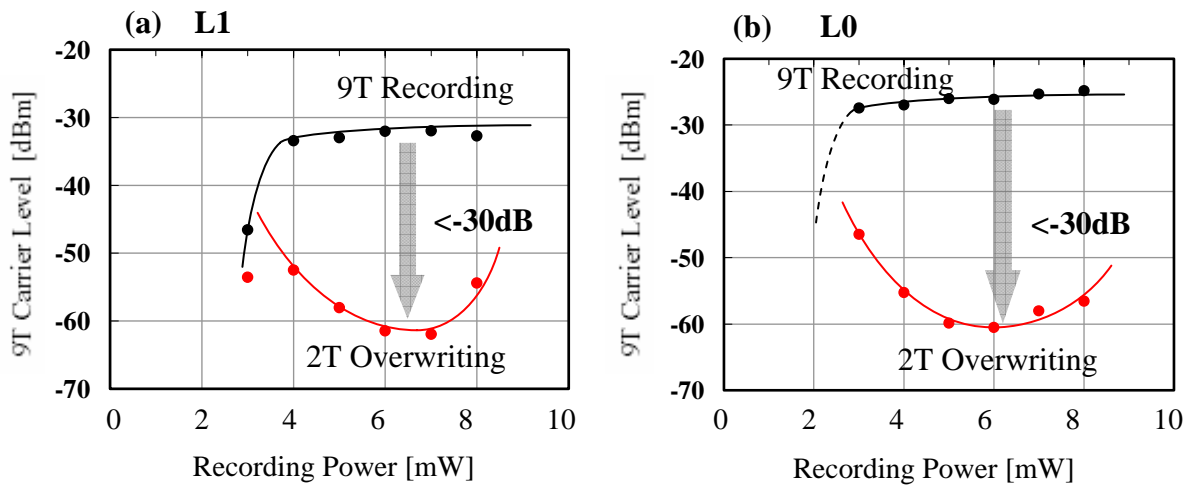 (a) L1
-20
-30
-40
-50
-60
-70
9T Carrier Level [dBm]
9T Recording
<-30dB
2T Overwriting
0 2 4 6 8 10
Recording Power [mW]
(b) L0
-20
-30
-40
-50
-60
-70
9T Carrier Level [dBm]
9T Recording
<-30dB
2T Overwriting
0 2 4 6 8 10
Recording Power [mW]